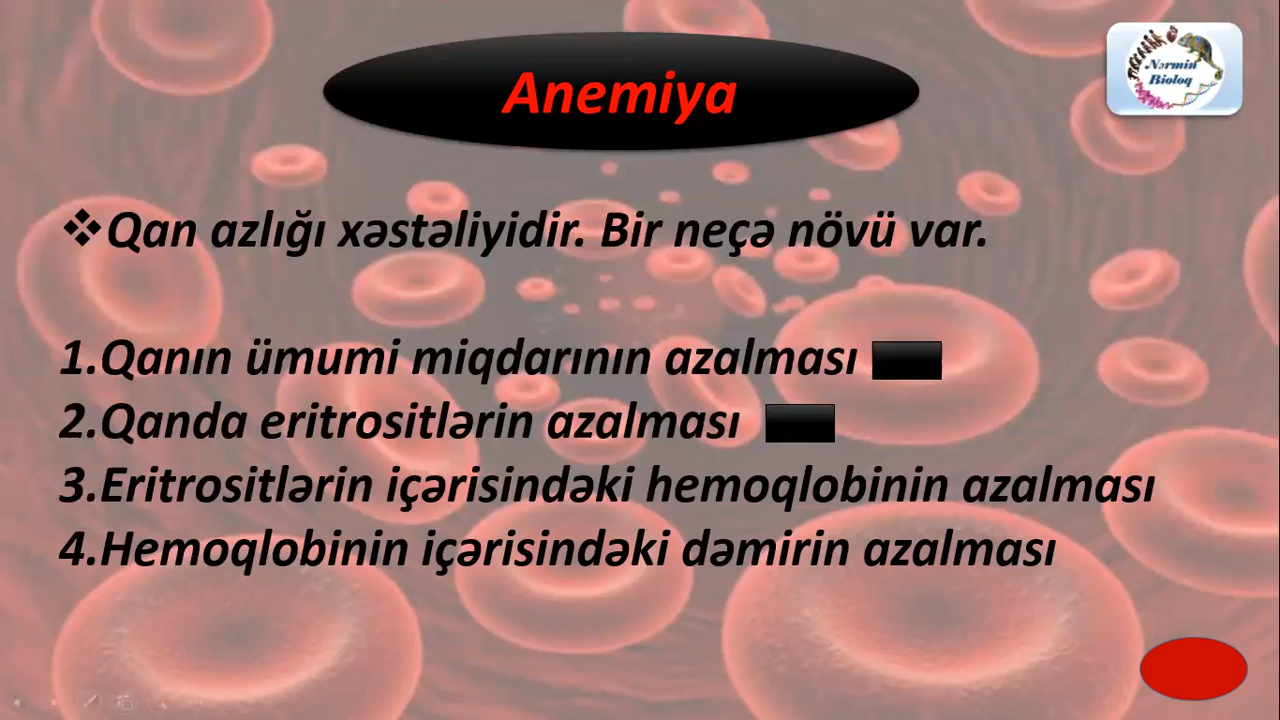 Anemiya
Nərmin
Bioloq
❖Qan azlığı xəstəliyidir. Bir neçə növü var.
1.Qanın ümumi miqdarının azalması
2.Qanda eritrositlərin azalması
3.Eritrositlərin içərisindəki hemoqlobinin azalması
4.Hemoqlobinin içərisindəki dəmirin azalması